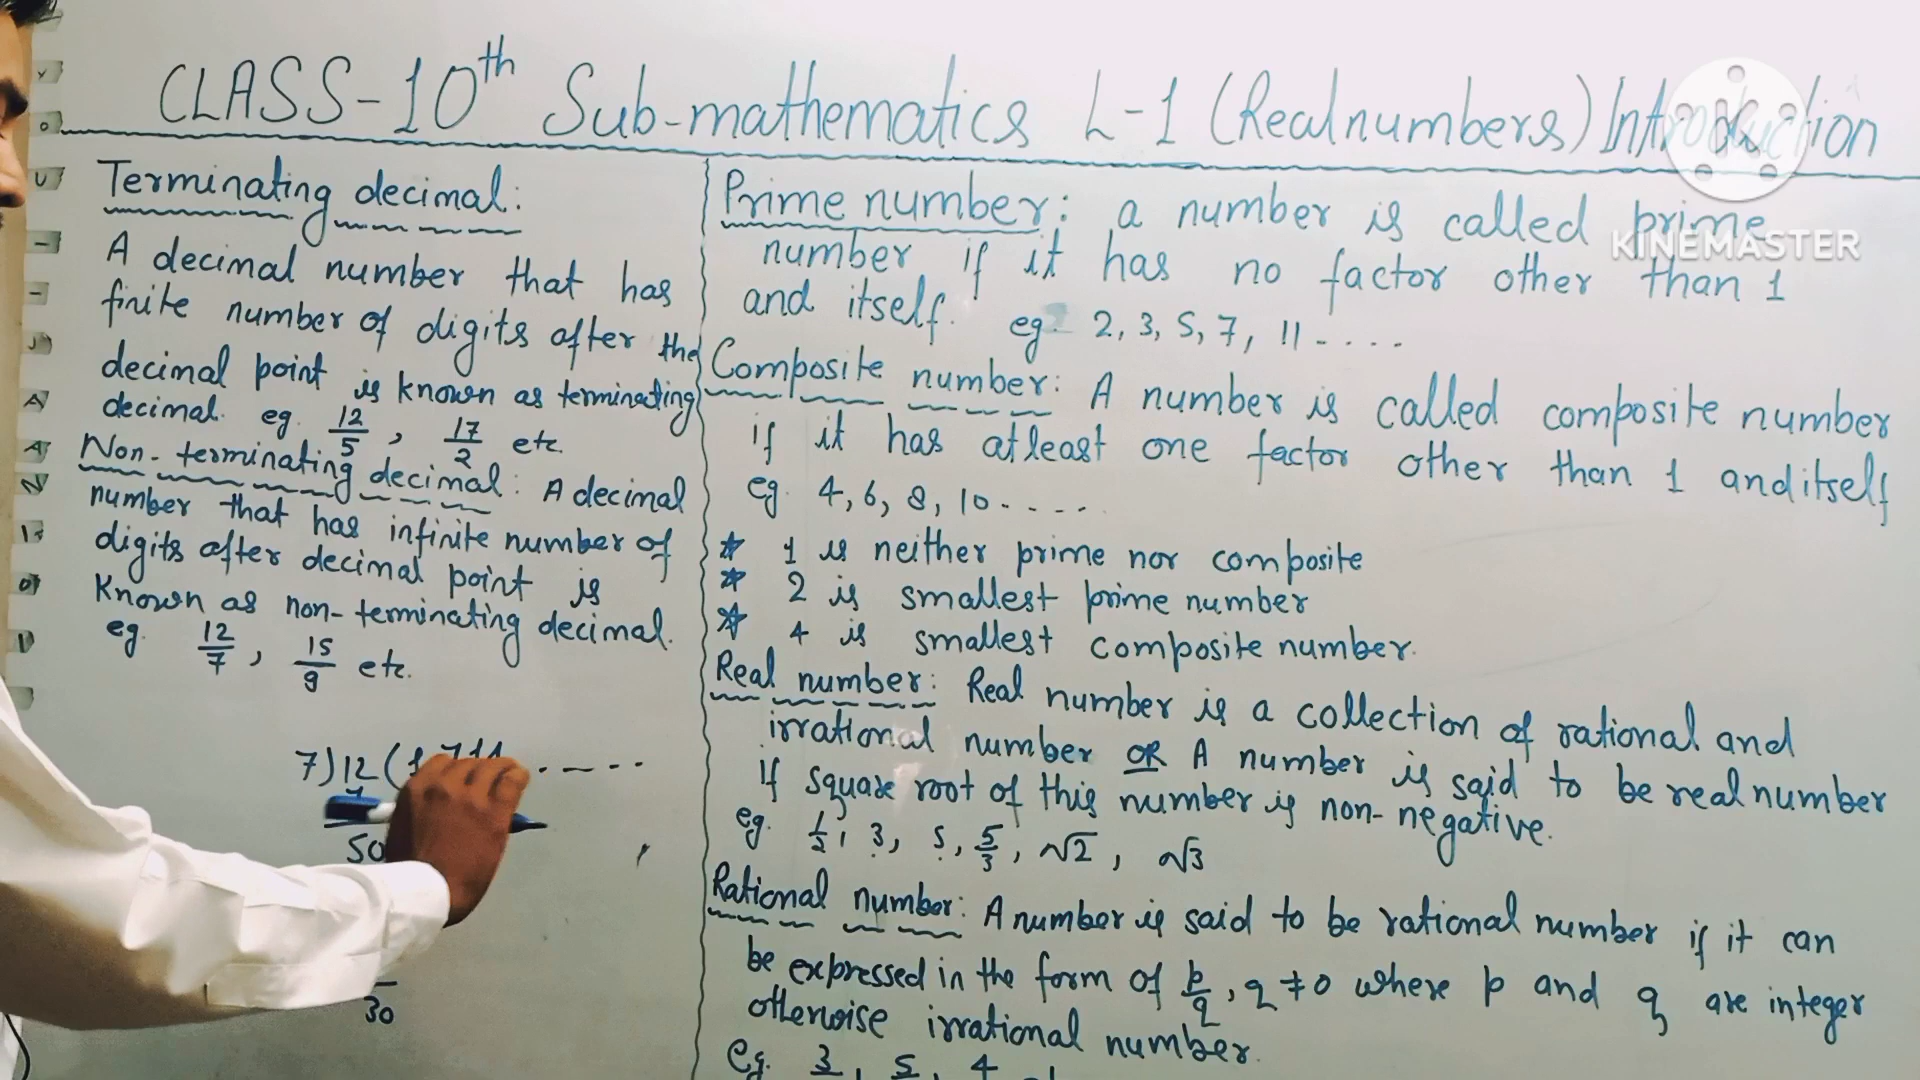 CLASS-10th Sub-mathematics L-1 (Realnumbers) Introduction
KINEMASTER
Terminating decimal:
A decimal number that has
finite number of digits after the
decimal point is known as terminating
decimal. eg. 12/5, 17/2 etc.
Non-terminating decimal: A decimal
number that has infinite number of
digits after decimal point is
known as non-terminating decimal.
eg. 12/7, 15/9 etc.
7)12(1.
50
30
Prime number: a number is called prime
number if it has no factor other than 1
and itself. eg. 2, 3, 5, 7, 11 - - - -
Composite number: A number is called composite number
if it has atleast one factor other than 1 and itself
eg. 4, 6, 8, 10 - - - - -
* 1 is neither prime nor composite
* 2 is smallest prime number
* 4 is smallest composite number.
Real number: Real number is a collection of rational and
irrational number OR A number is said to be real number
if square root of this number is non-negative.
eg. 1/2, 3, 5, 5/3, √2, √3
Rational number: A number is said to be rational number if it can
be expressed in the form of p/q, q ≠ 0 where p and q are integer
otherwise irrational number.
eg. 3 , 5 , 4